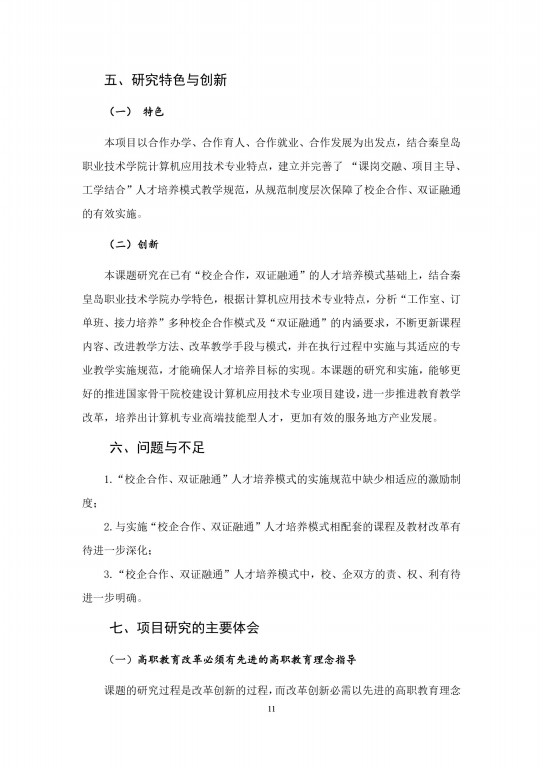 五、研究特色与创新
（一） 特色
本项目以合作办学、合作育人、合作就业、合作发展为出发点，结合秦皇岛
职业技术学院计算机应用技术专业特点，建立并完善了 “课岗交融、项目主导、
工学结合”人才培养模式教学规范，从规范制度层次保障了校企合作、双证融通
的有效实施。
（二）创新
本课题研究在已有“校企合作，双证融通”的人才培养模式基础上，结合秦
皇岛职业技术学院办学特色，根据计算机应用技术专业特点，分析“工作室、订
单班、接力培养”多种校企合作模式及“双证融通”的内涵要求，不断更新课程
内容、改进教学方法、改革教学手段与模式，并在执行过程中实施与其适应的专
业教学实施规范，才能确保人才培养目标的实现。本课题的研究和实施，能够更
好的推进国家骨干院校建设计算机应用技术专业项目建设，进一步推进教育教学
改革，培养出计算机专业高端技能型人才，更加有效的服务地方产业发展。
六、问题与不足
1.“校企合作、双证融通”人才培养模式的实施规范中缺少相适应的激励制
度；
2.与实施“校企合作、双证融通”人才培养模式相配套的课程及教材改革有
待进一步深化；
3.“校企合作、双证融通”人才培养模式中，校、企双方的责、权、利有待
进一步明确。
七、项目研究的主要体会
（一）高职教育改革必须有先进的高职教育理念指导
课题的研究过程是改革创新的过程，而改革创新必需以先进的高职教育理念
11